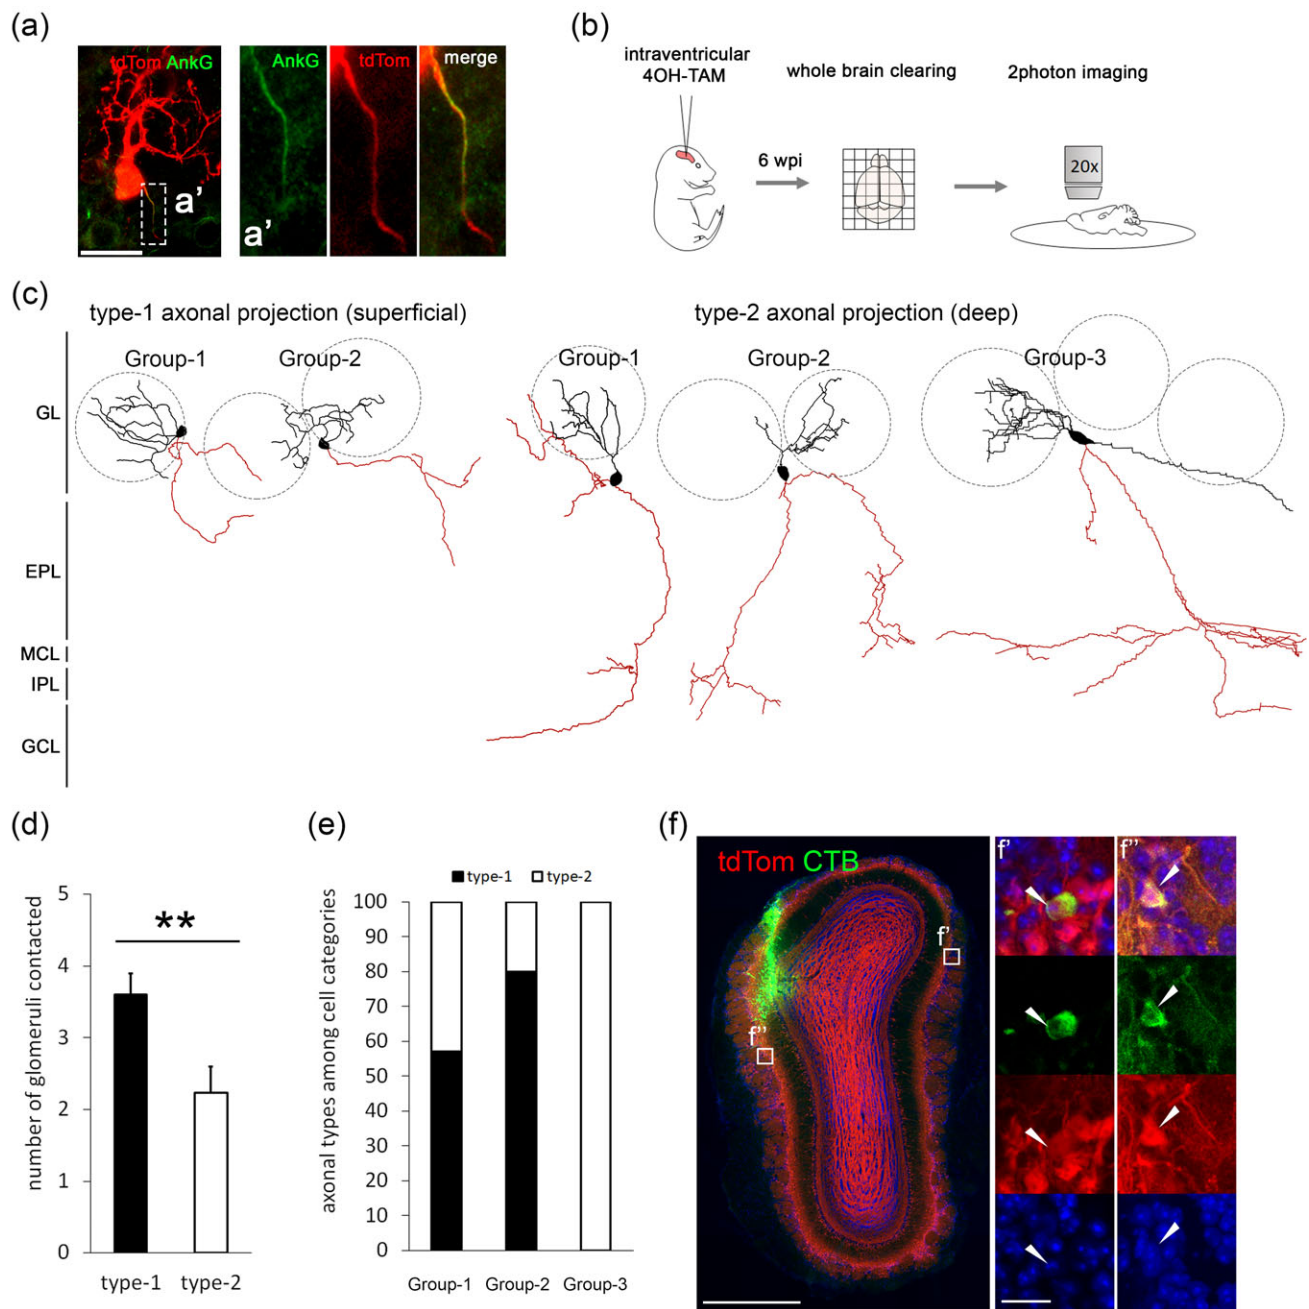 (a)
tdTom AnkG
a'
AnkG
tdTom
merge
a'
(b)
intraventricular
4OH-TAM
whole brain clearing
2photon imaging
6 wpi
20x
(c)
type-1 axonal projection (superficial)
type-2 axonal projection (deep)
Group-1
Group-2
Group-1
Group-2
Group-3
GL
EPL
MCL
IPL
GCL
(d)
number of glomeruli contacted
5
4
3
2
1
0
**
type-1
type-2
(e)
type-1
type-2
axonal types among cell categories
100
90
80
70
60
50
40
30
20
10
0
Group-1
Group-2
Group-3
(f)
tdTom CTB
f'
f''
f'
f''